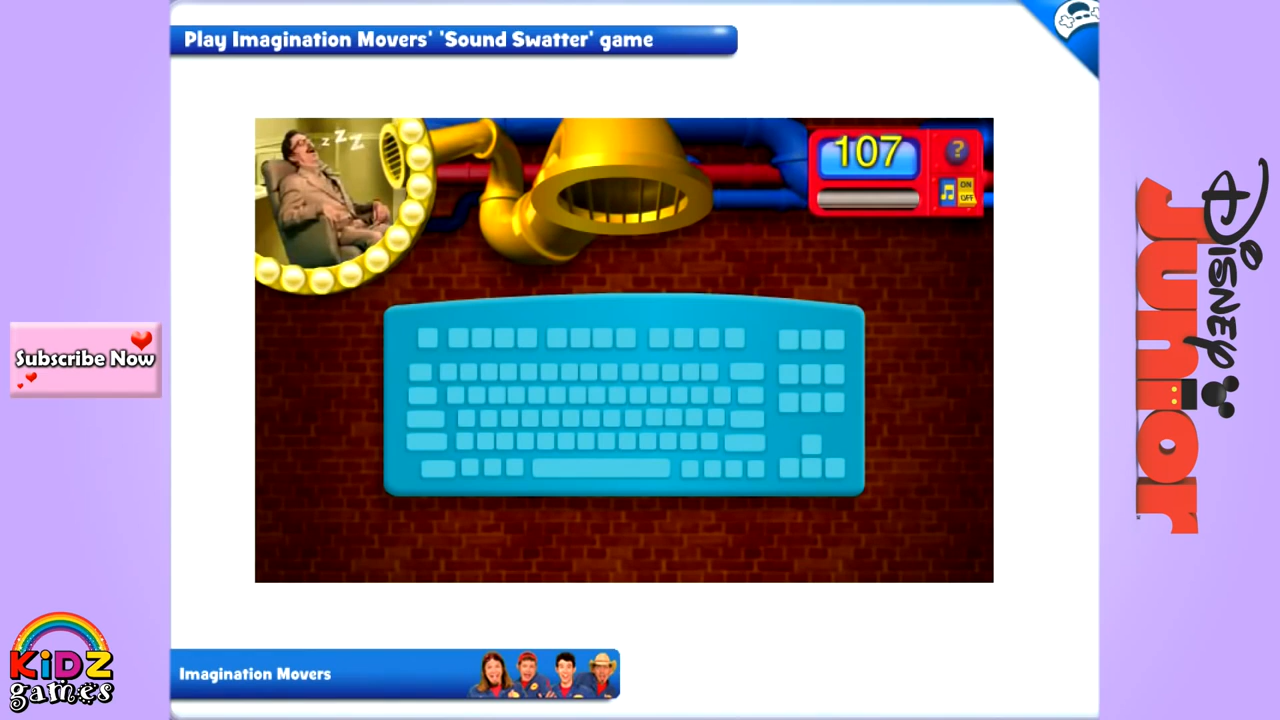 Play Imagination Movers' 'Sound Swatter' game
z z z
107
?
ON
OFF
Subscribe Now
Disney
Junior
KiDZ
games
Imagination Movers